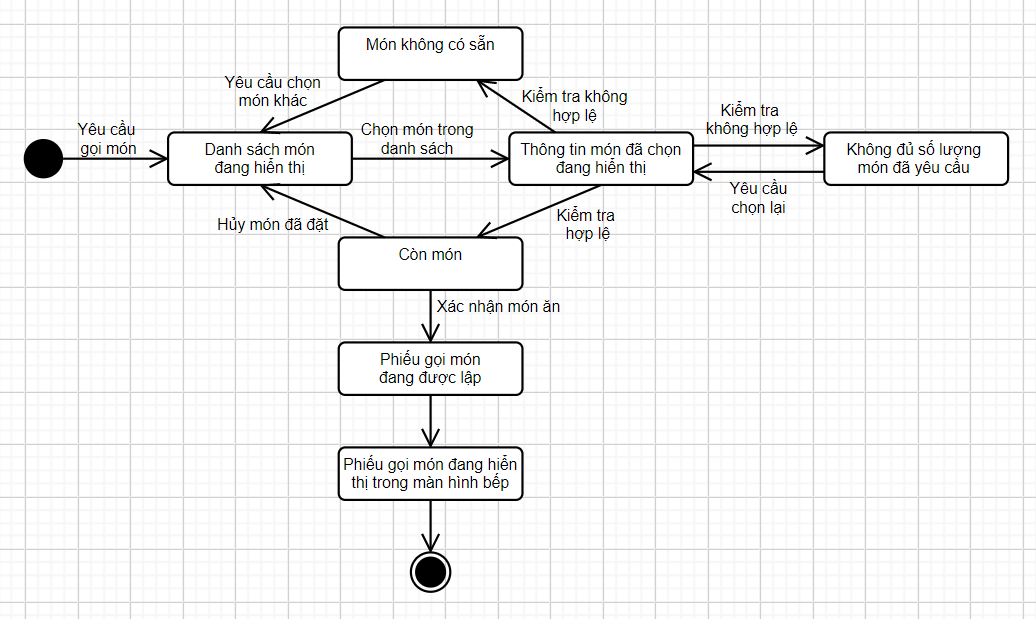 Món không có sẵn
Yêu cầu chọn
món khác
Kiểm tra không
hợp lệ
Kiểm tra
không hợp lệ
Yêu cầu
gọi món
Danh sách món
đang hiển thị
Chọn món trong
danh sách
Thông tin món đã chọn
đang hiển thị
Không đủ số lượng
món đã yêu cầu
Yêu cầu
chọn lại
Hủy món đã đặt
Kiểm tra
hợp lệ
Còn món
Xác nhận món ăn
Phiếu gọi món
đang được lập
Phiếu gọi món đang hiển
thị trong màn hình bếp